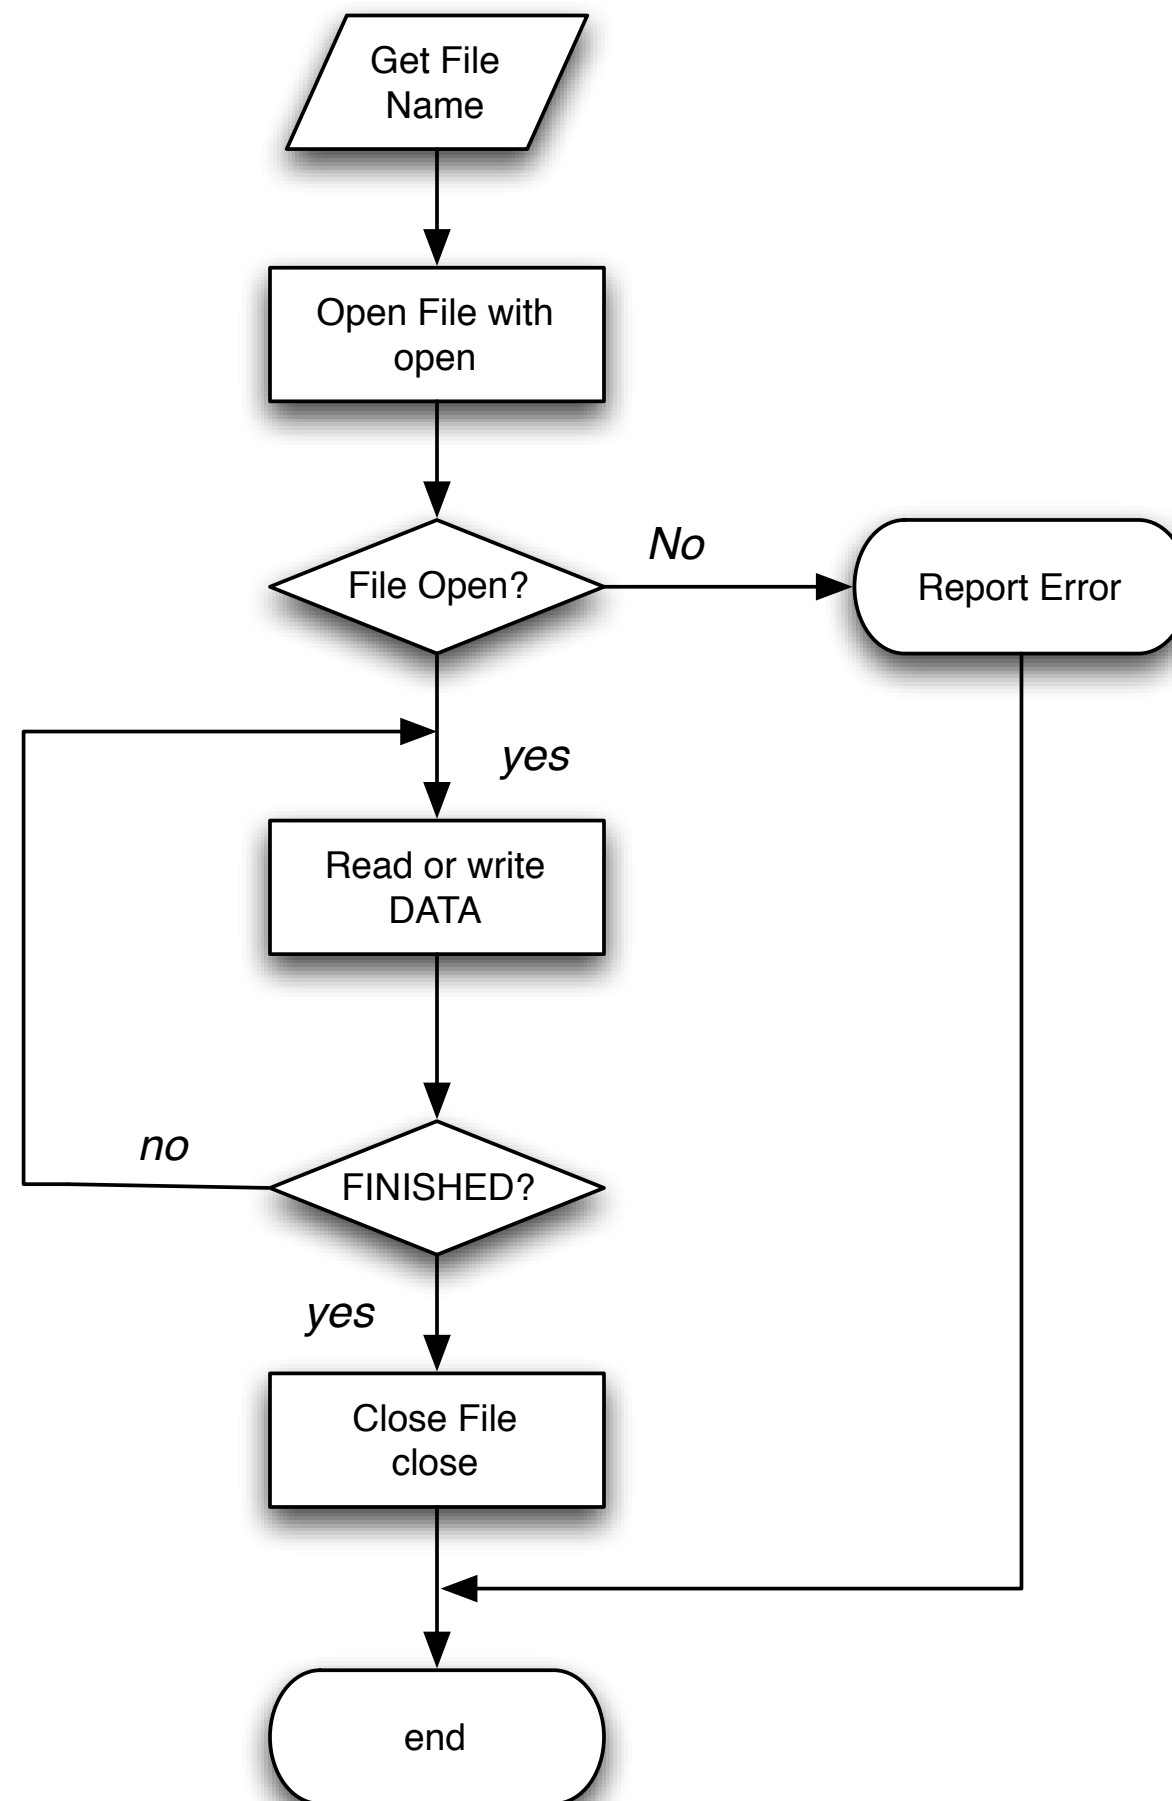 Get File
Name
Open File with
open
File Open?
No
Report Error
yes
Read or write
DATA
no
FINISHED?
yes
Close File
close
end